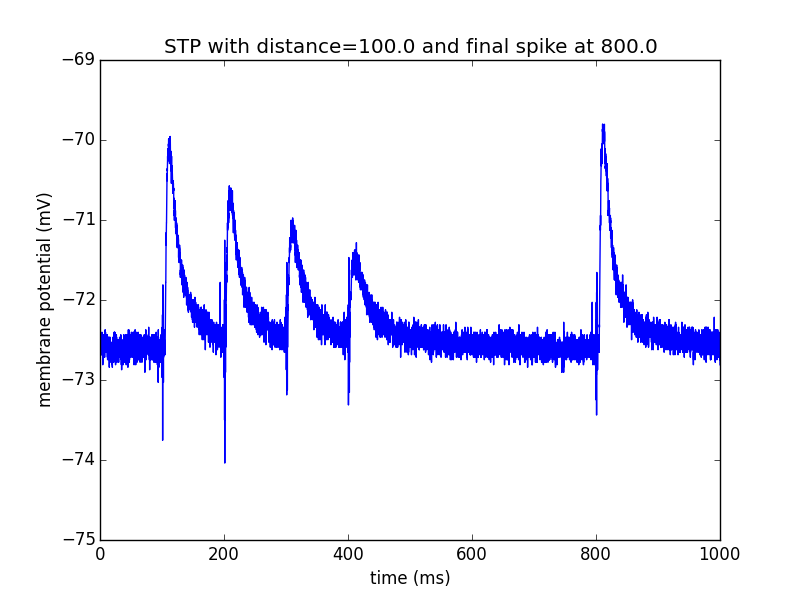 STP with distance=100.0 and final spike at 800.0
−69
−70
−71
−72
−73
−74
−75
membrane potential (mV)
0 200 400 600 800 1000
time (ms)